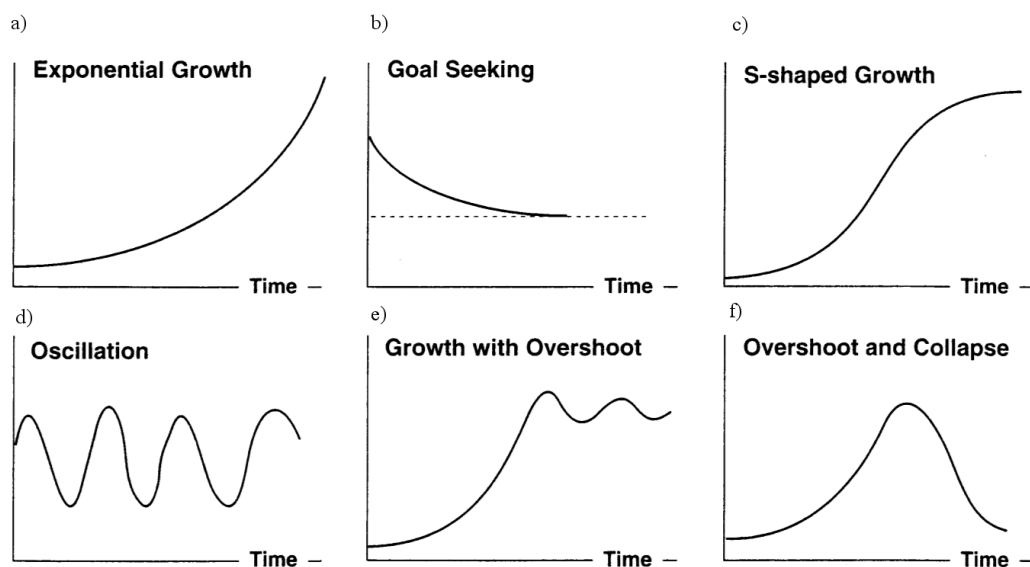 a)
Exponential Growth
Time
b)
Goal Seeking
Time
c)
S-shaped Growth
Time
d)
Oscillation
Time
e)
Growth with Overshoot
Time
f)
Overshoot and Collapse
Time